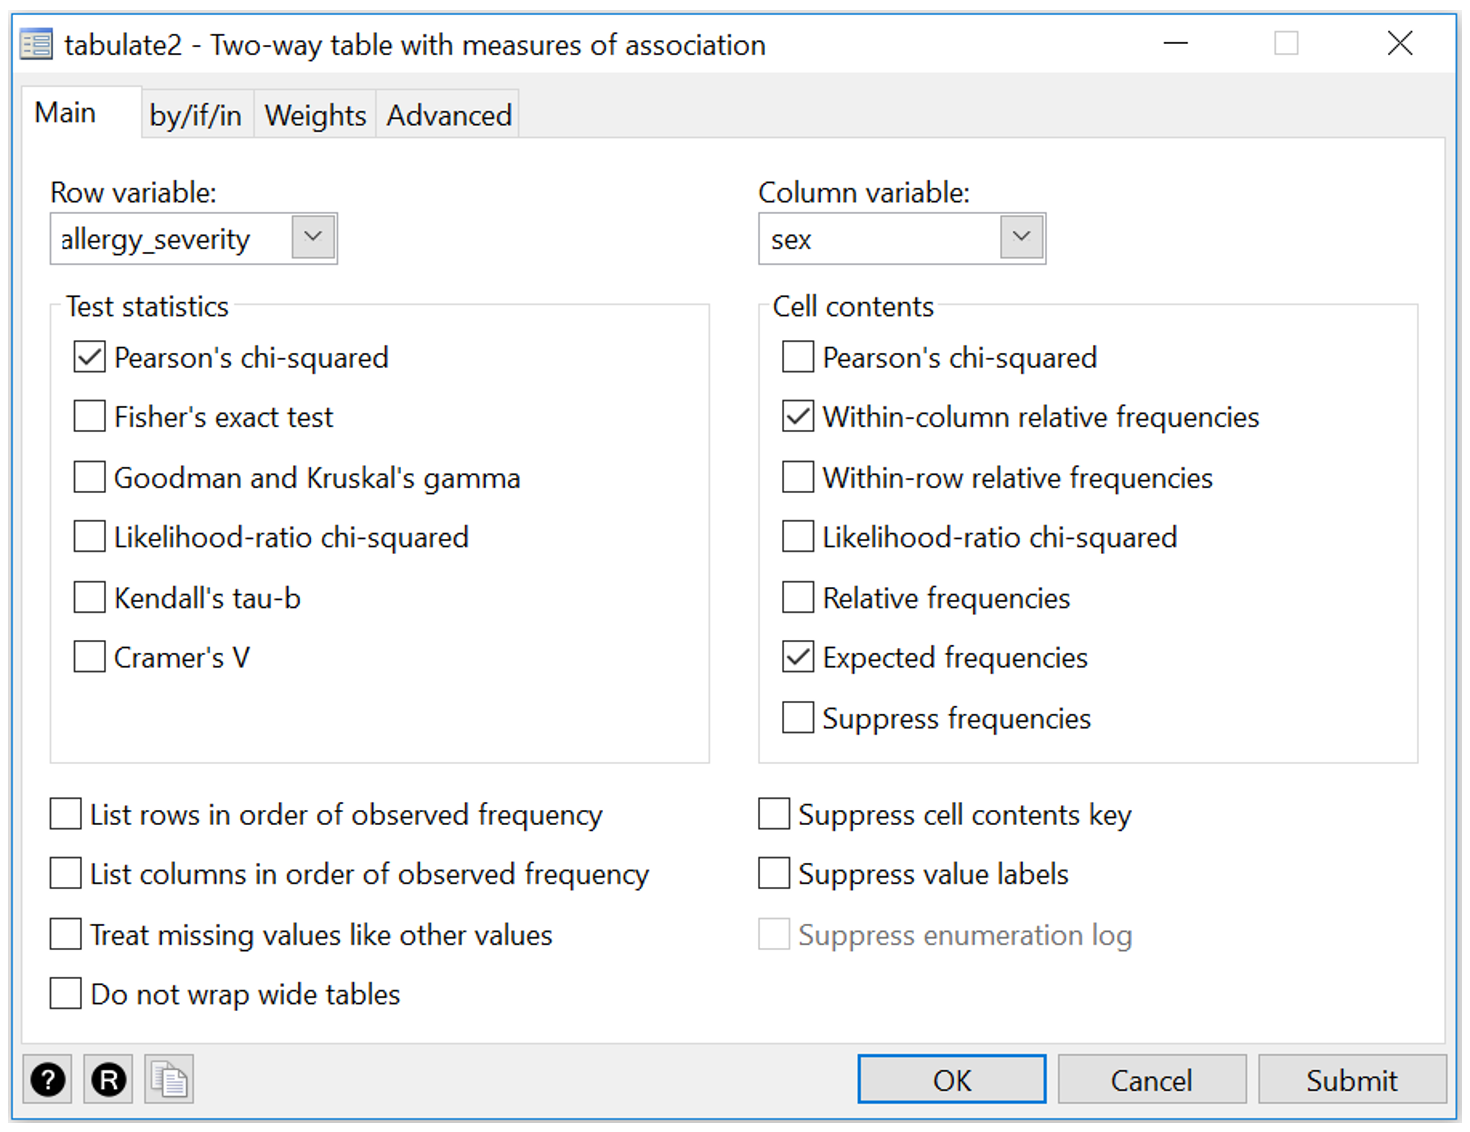 tabulate2 - Two-way table with measures of association
Main by/if/in Weights Advanced
Row variable:
allergy_severity
Column variable:
sex
Test statistics
Pearson's chi-squared
Fisher's exact test
Goodman and Kruskal's gamma
Likelihood-ratio chi-squared
Kendall's tau-b
Cramer's V
Cell contents
Pearson's chi-squared
Within-column relative frequencies
Within-row relative frequencies
Likelihood-ratio chi-squared
Relative frequencies
Expected frequencies
Suppress frequencies
List rows in order of observed frequency
List columns in order of observed frequency
Treat missing values like other values
Do not wrap wide tables
Suppress cell contents key
Suppress value labels
Suppress enumeration log
? R OK Cancel Submit